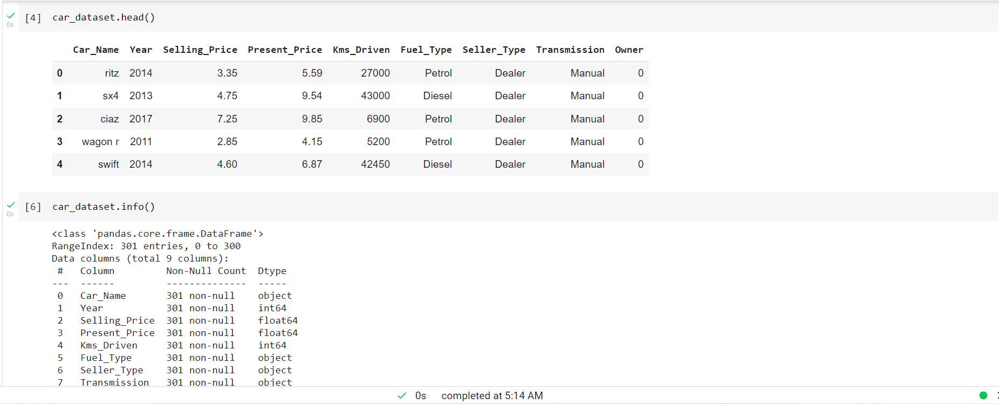 [4] car_dataset.head()
0s
Car_Name Year Selling_Price Present_Price Kms_Driven Fuel_Type Seller_Type Transmission Owner
0 ritz 2014 3.35 5.59 27000 Petrol Dealer Manual 0
1 sx4 2013 4.75 9.54 43000 Diesel Dealer Manual 0
2 ciaz 2017 7.25 9.85 6900 Petrol Dealer Manual 0
3 wagon r 2011 2.85 4.15 5200 Petrol Dealer Manual 0
4 swift 2014 4.60 6.87 42450 Diesel Dealer Manual 0
[6] car_dataset.info()
0s
<class 'pandas.core.frame.DataFrame'>
RangeIndex: 301 entries, 0 to 300
Data columns (total 9 columns):
 #   Column         Non-Null Count  Dtype
---  ------         --------------  -----
 0   Car_Name       301 non-null    object
 1   Year           301 non-null    int64
 2   Selling_Price  301 non-null    float64
 3   Present_Price  301 non-null    float64
 4   Kms_Driven     301 non-null    int64
 5   Fuel_Type      301 non-null    object
 6   Seller_Type    301 non-null    object
 7   Transmission   301 non-null    object
0s completed at 5:14 AM